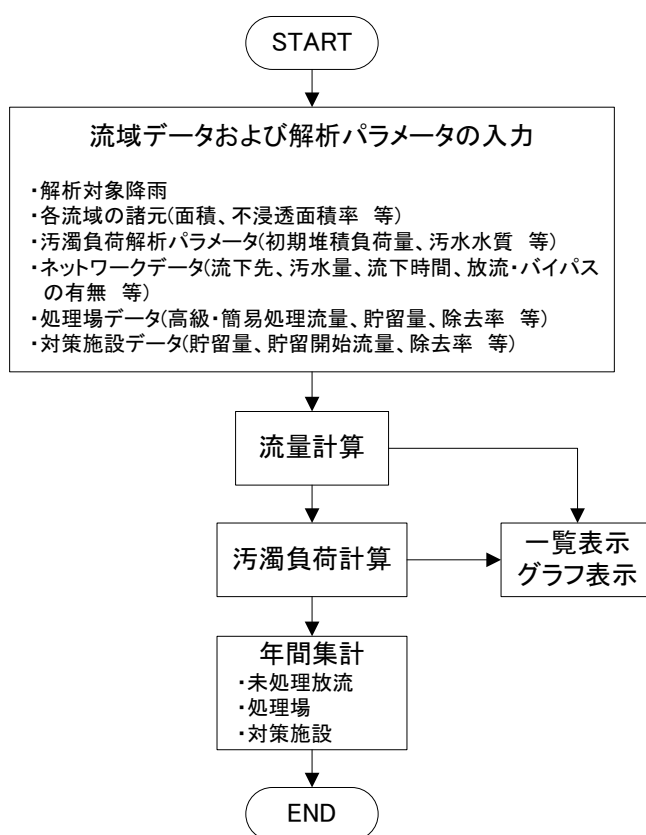 START
流域データおよび解析パラメータの入力
・解析対象降雨
・各流域の諸元(面積、不浸透面積率　等)
・汚濁負荷解析パラメータ(初期堆積負荷量、汚水水質　等)
・ネットワークデータ(流下先、汚水量、流下時間、放流・バイパス
の有無　等)
・処理場データ(高級・簡易処理流量、貯留量、除去率　等)
・対策施設データ(貯留量、貯留開始流量、除去率　等)
流量計算
汚濁負荷計算
一覧表示
グラフ表示
年間集計
・未処理放流
・処理場
・対策施設
END